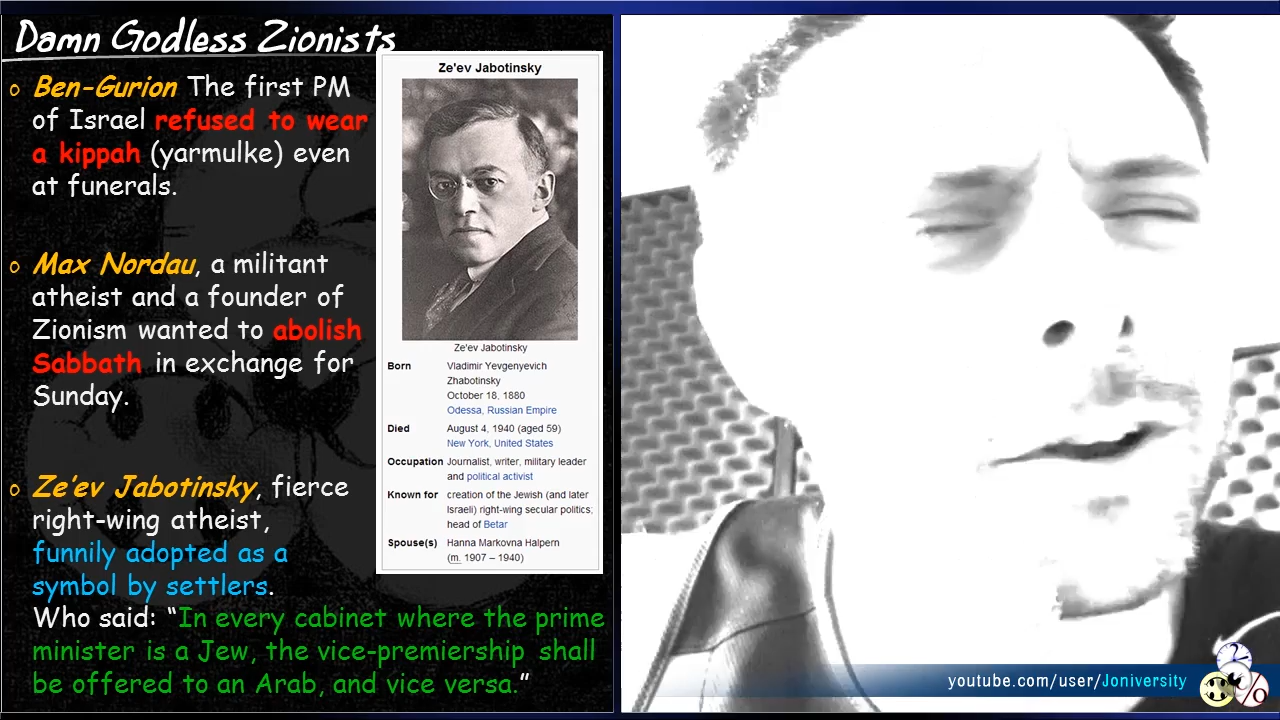 Damn Godless Zionists
o Ben-Gurion The first PM
of Israel refused to wear
a kippah (yarmulke) even
at funerals.
o Max Nordau, a militant
atheist and a founder of
Zionism wanted to abolish
Sabbath in exchange for
Sunday.
o Ze'ev Jabotinsky, fierce
right-wing atheist,
funnily adopted as a
symbol by settlers.
Who said: “In every cabinet where the prime
minister is a Jew, the vice-premiership shall
be offered to an Arab, and vice versa.”
Ze'ev Jabotinsky
Ze'ev Jabotinsky
Born Vladimir Yevgenyevich
Zhabotinsky
October 18, 1880
Odessa, Russian Empire
Died August 4, 1940 (aged 59)
New York, United States
Occupation Journalist, writer, military leader
and political activist
Known for creation of the Jewish (and later
Israeli) right-wing secular politics;
head of Betar
Spouse(s) Hanna Markovna Halpern
(m. 1907 – 1940)
youtube.com/user/Joniversity
2
%